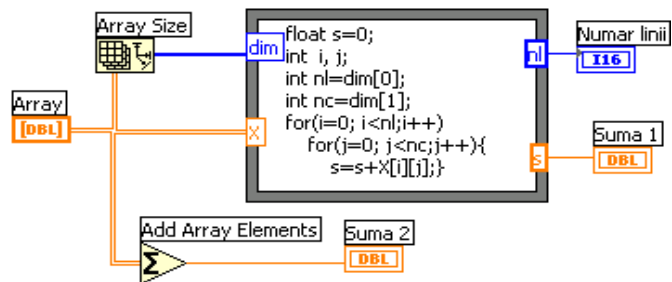 Array Size
Array
[DBL]
dim
X
float s=0;
int i, j;
int nl=dim[0];
int nc=dim[1];
for(i=0; i<nl;i++)
for(j=0; j<nc;j++){
s=s+X[i][j];}
nl
s
Numar linii
I16
Suma 1
DBL
Add Array Elements
Σ
Suma 2
DBL